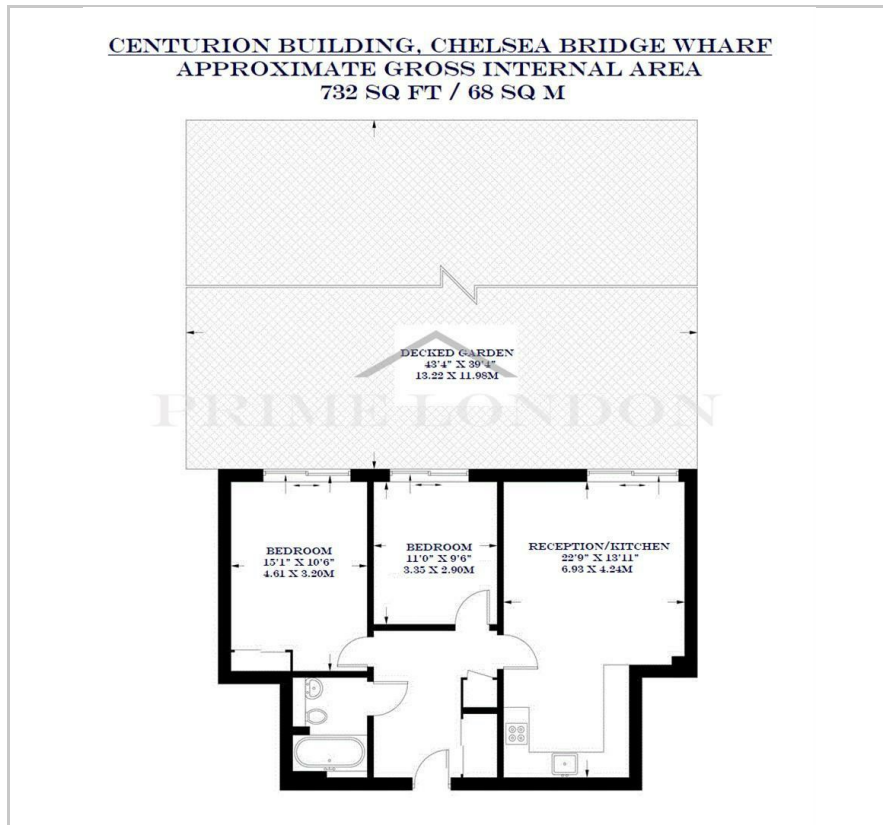 CENTURION BUILDING, CHELSEA BRIDGE WHARF
APPROXIMATE GROSS INTERNAL AREA
732 SQ FT / 68 SQ M
DECKED GARDEN
43'4" X 39'4"
13.22 X 11.98M
PRIME LONDON
BEDROOM
15'1" X 10'6"
4.61 X 3.20M
BEDROOM
11'0" X 9'6"
3.35 X 2.90M
RECEPTION/KITCHEN
22'9" X 13'11"
6.93 X 4.24M